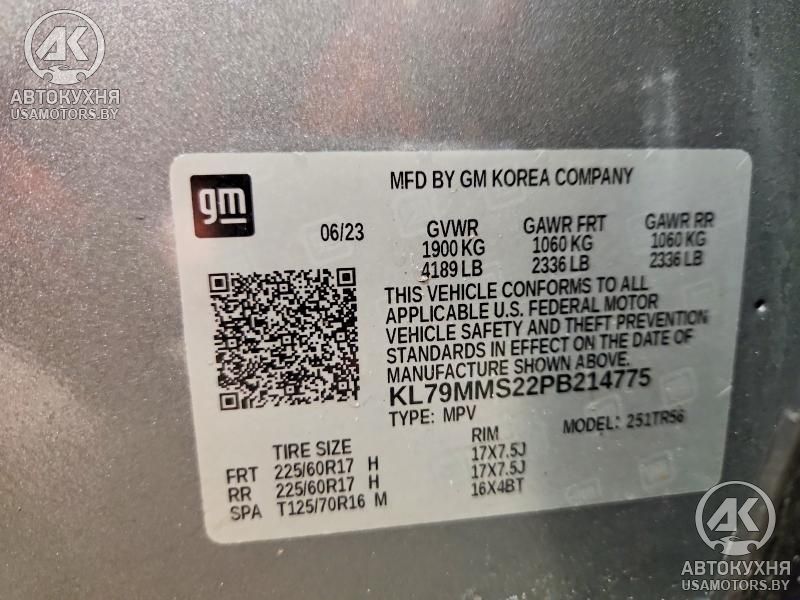 AK
АВТОКУХНЯ
USAMOTORS.BY
gm
MFD BY GM KOREA COMPANY
06/23
GVWR GAWR FRT GAWR RR
1900 KG 1060 KG 1060 KG
4189 LB 2336 LB 2336 LB
THIS VEHICLE CONFORMS TO ALL
APPLICABLE U.S. FEDERAL MOTOR
VEHICLE SAFETY AND THEFT PREVENTION
STANDARDS IN EFFECT ON THE DATE OF
MANUFACTURE SHOWN ABOVE.
KL79MMS22PB214775
TYPE: MPV MODEL: 251TR56
TIRE SIZE RIM
FRT 225/60R17 H 17X7.5J
RR 225/60R17 H 17X7.5J
SPA T125/70R16 M 16X4BT
AK
АВТОКУХНЯ
USAMOTORS.BY